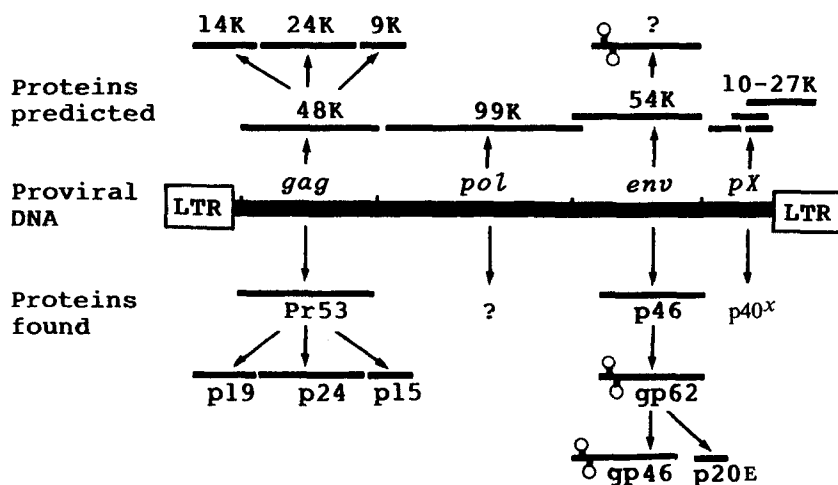 14K 24K 9K ?
10-27K
Proteins
predicted
48K 99K 54K
gag pol env pX
Proviral
DNA
LTR LTR
Proteins
found
Pr53 ? p46 p40x
p19 p24 p15 gp62
gp46 p20E